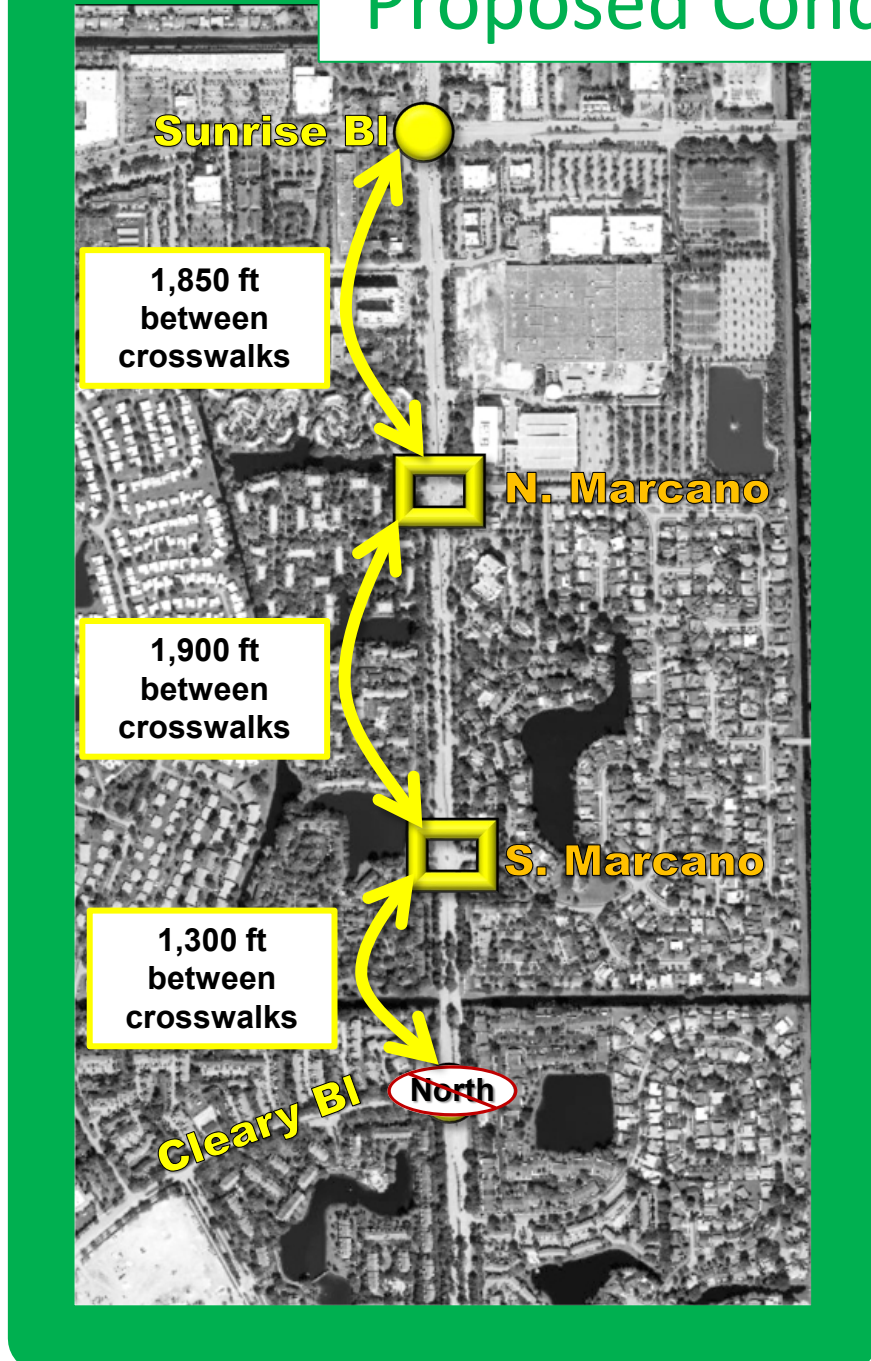 Proposed Cond
Sunrise Bl
1,850 ft
between
crosswalks
N. Marcano
1,900 ft
between
crosswalks
S. Marcano
1,300 ft
between
crosswalks
North
Cleary Bl